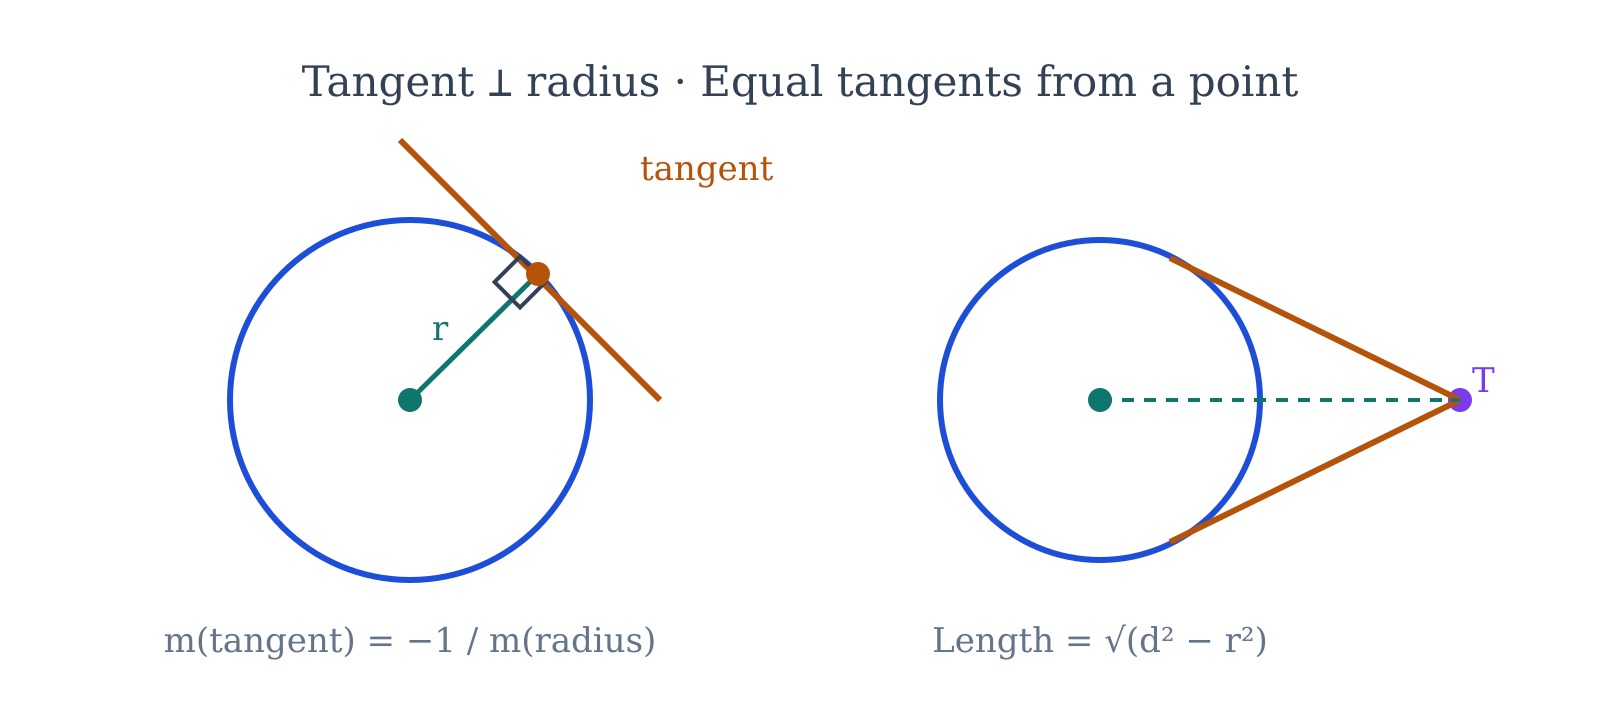 Tangent ⊥ radius · Equal tangents from a point
tangent
r
T
m(tangent) = −1 / m(radius)
Length = √(d² − r²)